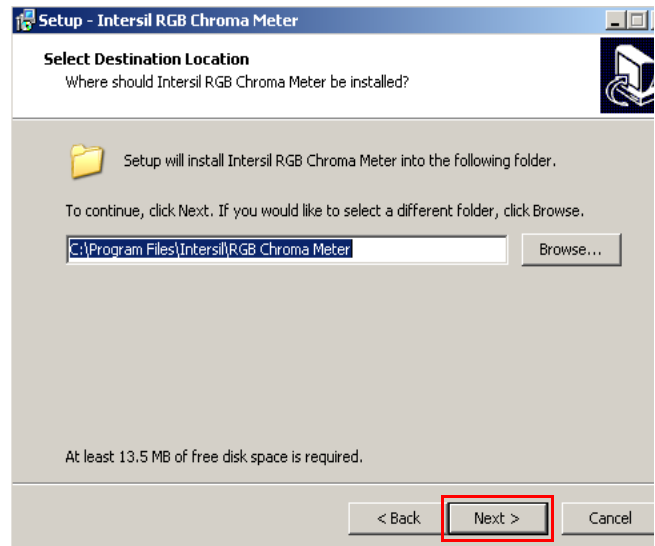 Setup - Intersil RGB Chroma Meter
Select Destination Location
Where should Intersil RGB Chroma Meter be installed?
Setup will install Intersil RGB Chroma Meter into the following folder.
To continue, click Next. If you would like to select a different folder, click Browse.
C:\Program Files\Intersil\RGB Chroma Meter
Browse...
At least 13.5 MB of free disk space is required.
< Back
Next >
Cancel